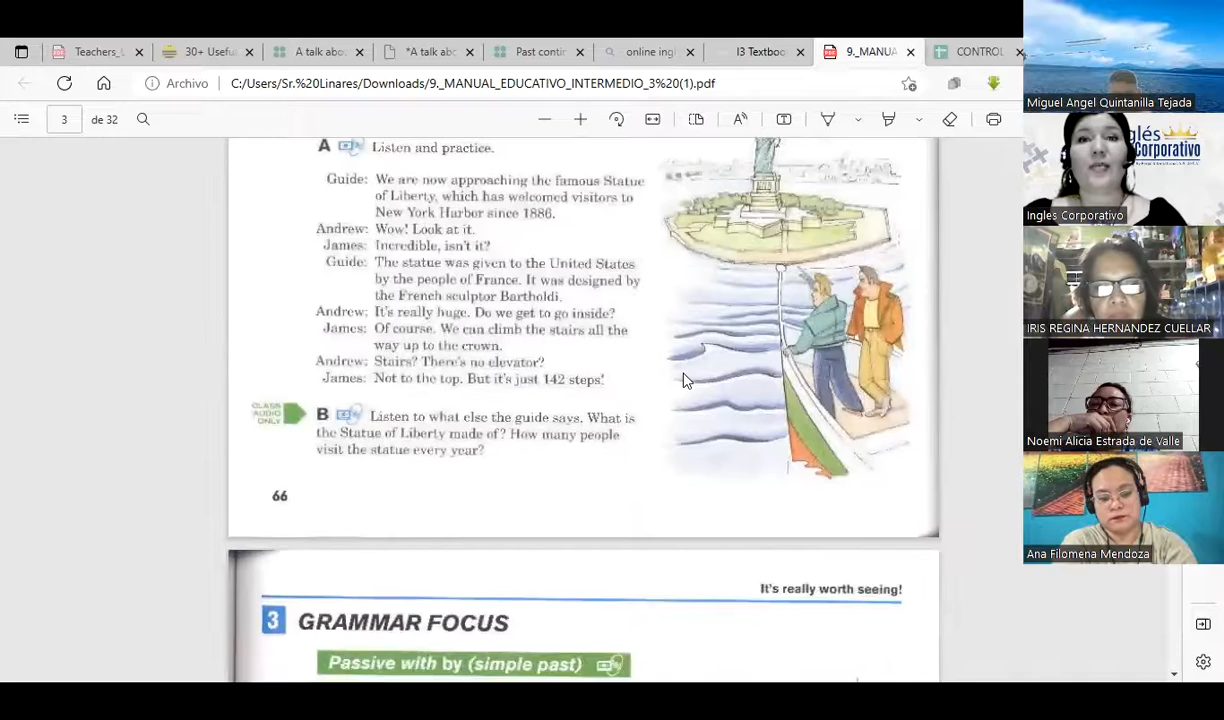 Teachers_L
30+ Usefu
A talk abo
*A talk abc
Past contin
online ingl
I3 Textboo
9._MANUA
CONTROL
Archivo
C:/Users/Sr.%20Linares/Downloads/9._MANUAL_EDUCATIVO_INTERMEDIO_3%20(1).pdf
3 de 32
A Listen and practice.
Guide: We are now approaching the famous Statue
of Liberty, which has welcomed visitors to
New York Harbor since 1886.
Andrew: Wow! Look at it.
James: Incredible, isn't it?
Guide: The statue was given to the United States
by the people of France. It was designed by
the French sculptor Bartholdi.
Andrew: It's really huge. Do we get to go inside?
James: Of course. We can climb the stairs all the
way up to the crown.
Andrew: Stairs? There's no elevator?
James: Not to the top. But it's just 142 steps!
CLASS
AUDIO
ONLY
B Listen to what else the guide says. What is
the Statue of Liberty made of? How many people
visit the statue every year?
66
It's really worth seeing!
3 GRAMMAR FOCUS
Passive with by (simple past)
Miguel Angel Quintanilla Tejada
glés
Corporativo
Ingles Corporativo
IRIS REGINA HERNANDEZ CUELLAR
Noemi Alicia Estrada de Valle
Ana Filomena Mendoza